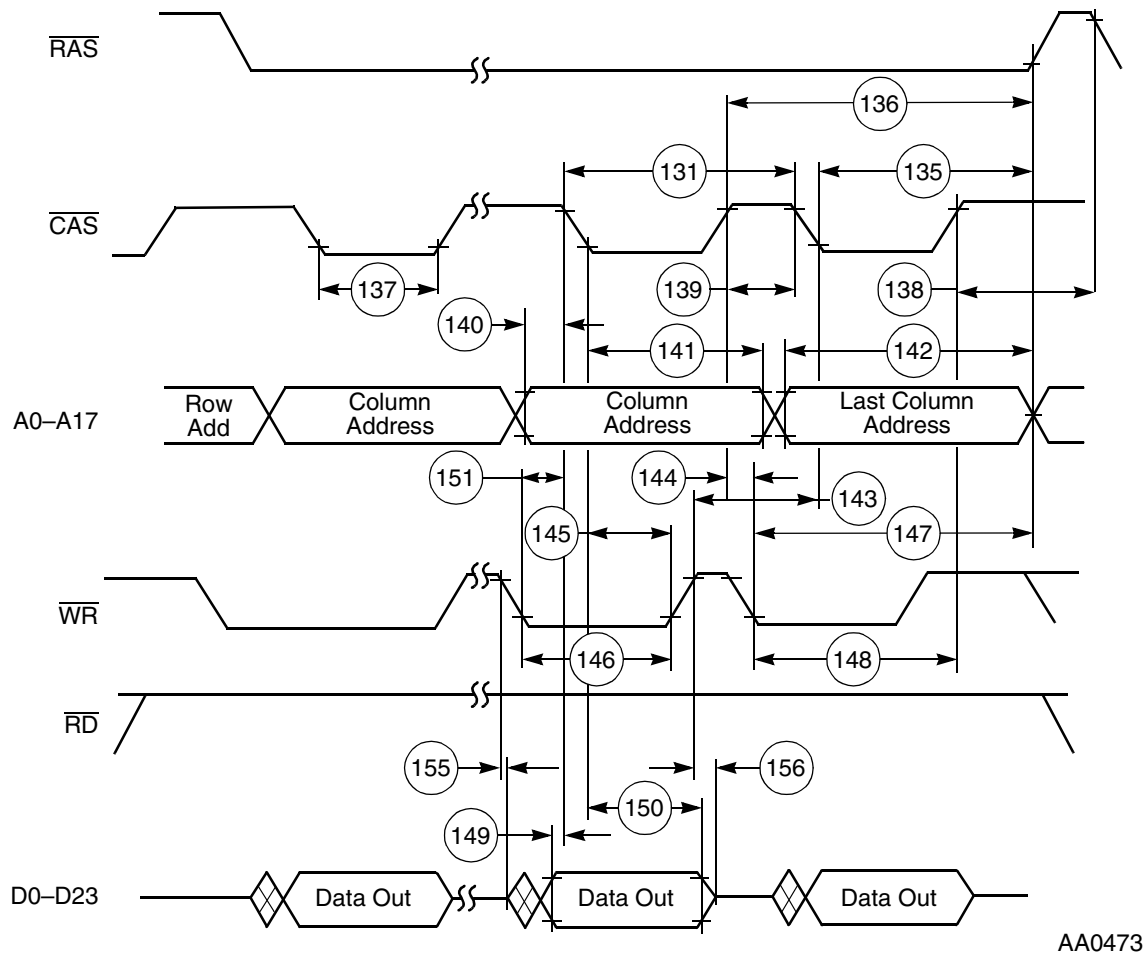 RAS
136
131
135
CAS
137
139
138
140
141
142
A0–A17
Row
Add
Column
Address
Column
Address
Last Column
Address
151
144
143
145
147
WR
146
148
RD
155
156
150
149
D0–D23
Data Out
Data Out
Data Out
AA0473